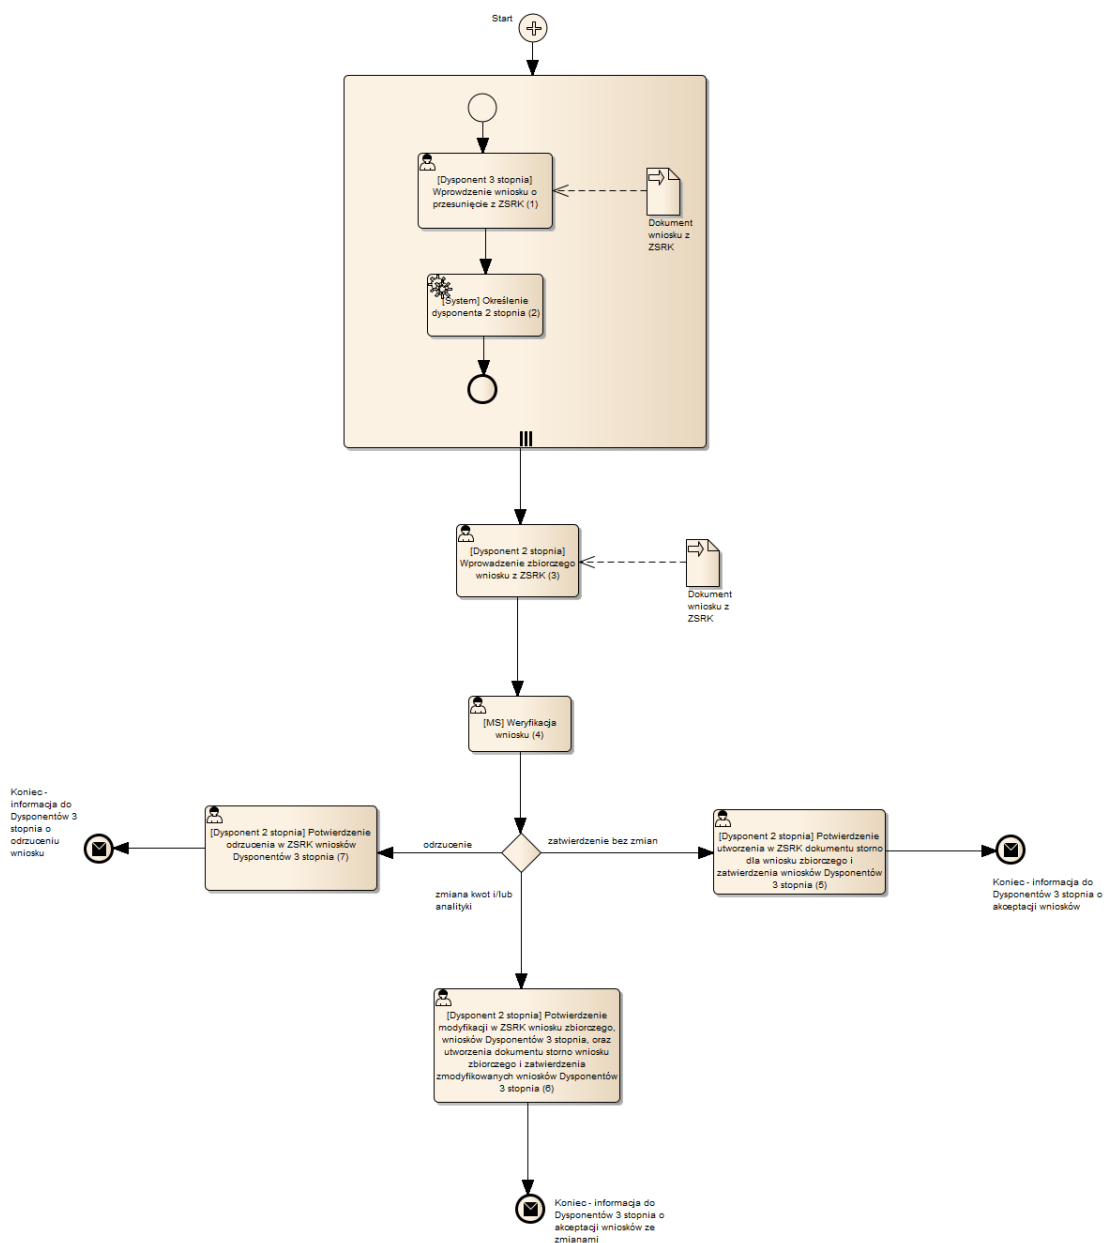 Start
[Dysponent 3 stopnia]
Wprowdzenie wniosku o
przesunięcie z ZSRK (1)
Dokument
wniosku z
ZSRK
[System] Określenie
dysponenta 2 stopnia (2)
[Dysponent 2 stopnia]
Wprowadzenie zbiorczego
wniosku z ZSRK (3)
Dokument
wniosku z
ZSRK
[MS] Weryfikacja
wniosku (4)
Koniec -
informacja do
Dysponentów 3
stopnia o
odrzuceniu
wniosku
[Dysponent 2 stopnia] Potwierdzenie
odrzucenia w ZSRK wniosków
Dysponentów 3 stopnia (7)
odrzucenie
zatwierdzenie bez zmian
[Dysponent 2 stopnia] Potwierdzenie
utworzenia w ZSRK dokumentu storno
dla wniosku zbiorczego i
zatwierdzenia wniosków Dysponentów
3 stopnia (5)
Koniec - informacja do
Dysponentów 3 stopnia o
akceptacji wniosków
zmiana kwot i/lub
analityki
[Dysponent 2 stopnia] Potwierdzenie
modyfikacji w ZSRK wniosku zbiorczego,
wniosków Dysponentów 3 stopnia, oraz
utworzenia dokumentu storno wniosku
zbiorczego i zatwierdzenia
zmodyfikowanych wniosków Dysponentów
3 stopnia (6)
Koniec - informacja do
Dysponentów 3 stopnia o
akceptacji wniosków ze
zmianami